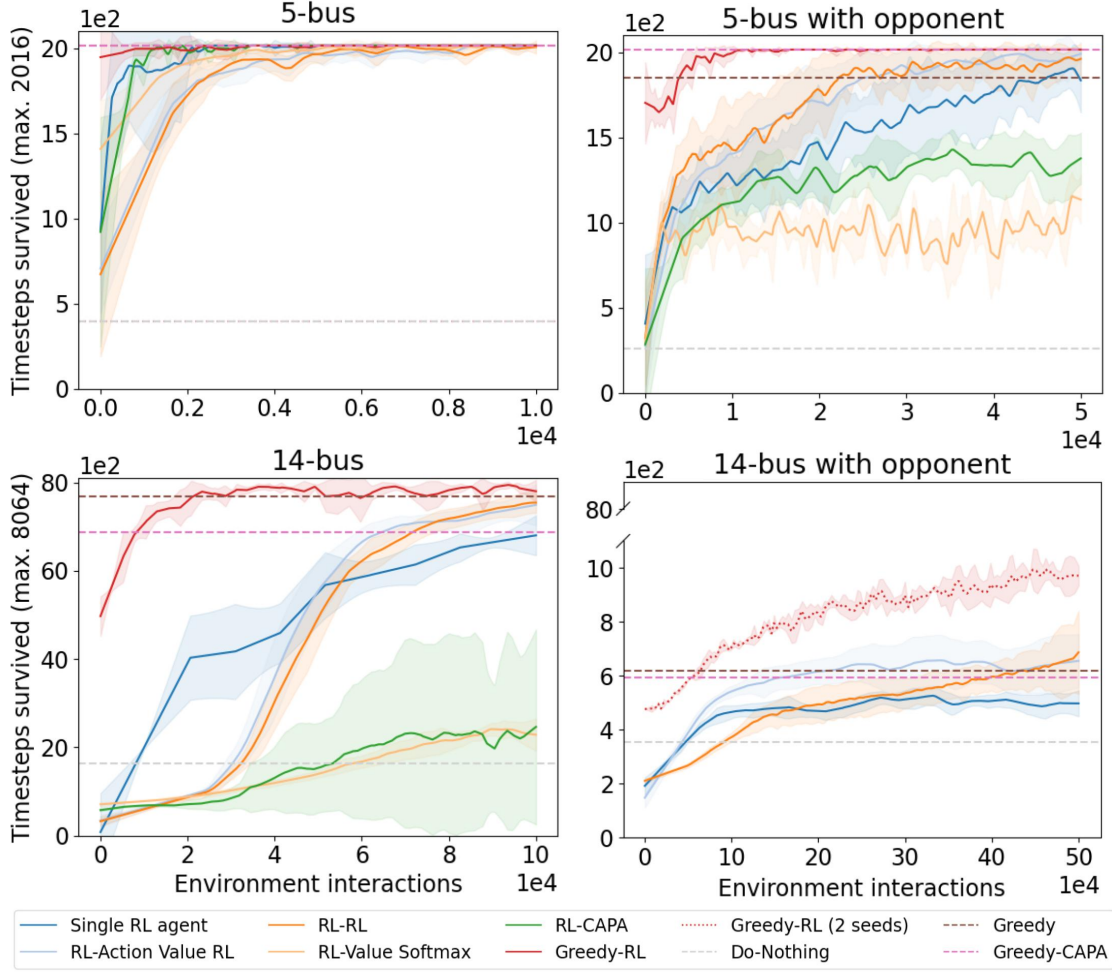 5-bus
5-bus with opponent
1e2
1e2
20
15
10
5
0
Timesteps survived (max. 2016)
0.0
0.2
0.4
0.6
0.8
1.0
1e4
20
15
10
5
0
0
1
2
3
4
5
1e4
14-bus
14-bus with opponent
1e2
1e2
80
60
40
20
0
Timesteps survived (max. 8064)
0
20
40
60
80
100
Environment interactions
1e4
80
10
8
6
4
2
0
0
10
20
30
40
50
Environment interactions
1e4
Single RL agent
RL-RL
RL-CAPA
Greedy-RL (2 seeds)
Greedy
RL-Action Value RL
RL-Value Softmax
Greedy-RL
Do-Nothing
Greedy-CAPA